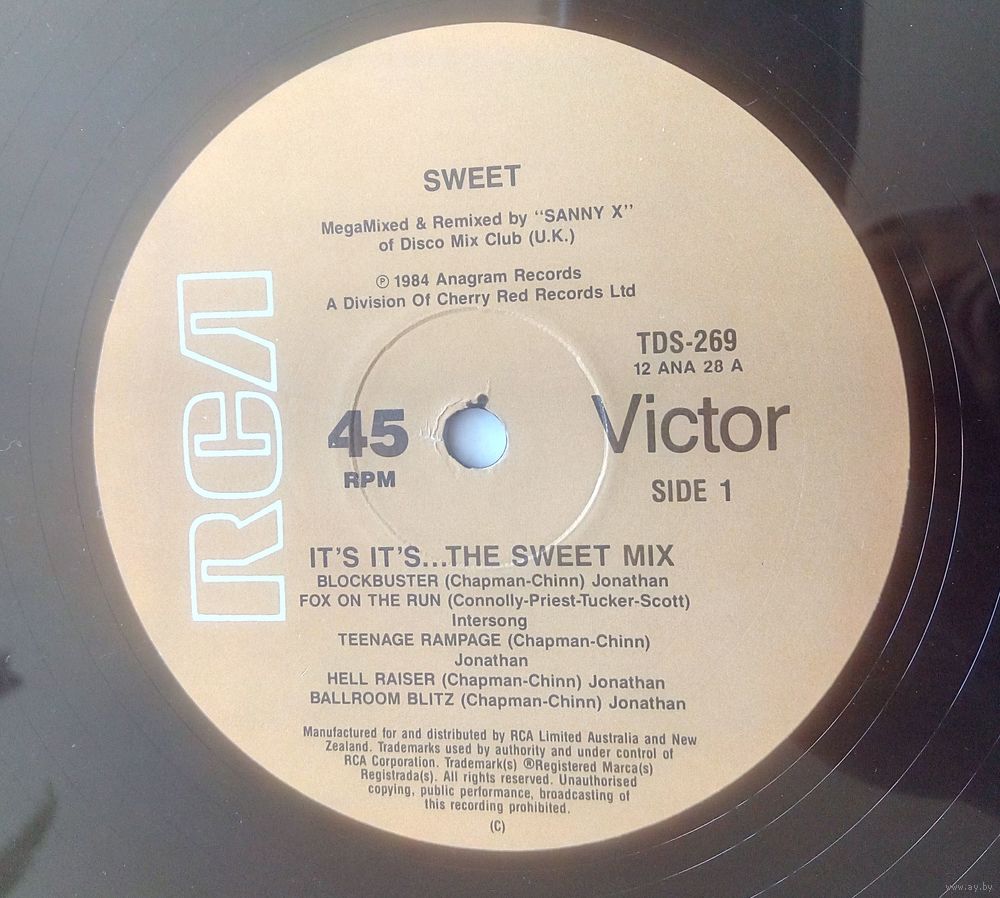 SWEET
MegaMixed & Remixed by "SANNY X"
of Disco Mix Club (U.K.)
℗ 1984 Anagram Records
A Division Of Cherry Red Records Ltd
RCA
TDS-269
12 ANA 28 A
45
RPM
Victor
SIDE 1
IT'S IT'S...THE SWEET MIX
BLOCKBUSTER (Chapman-Chinn) Jonathan
FOX ON THE RUN (Connolly-Priest-Tucker-Scott)
Intersong
TEENAGE RAMPAGE (Chapman-Chinn)
Jonathan
HELL RAISER (Chapman-Chinn) Jonathan
BALLROOM BLITZ (Chapman-Chinn) Jonathan
Manufactured for and distributed by RCA Limited Australia and New
Zealand. Trademarks used by authority and under control of
RCA Corporation. Trademark(s) ®Registered Marca(s)
Registrada(s). All rights reserved. Unauthorised
copying, public performance, broadcasting of
this recording prohibited.
(C)
www.ay.by